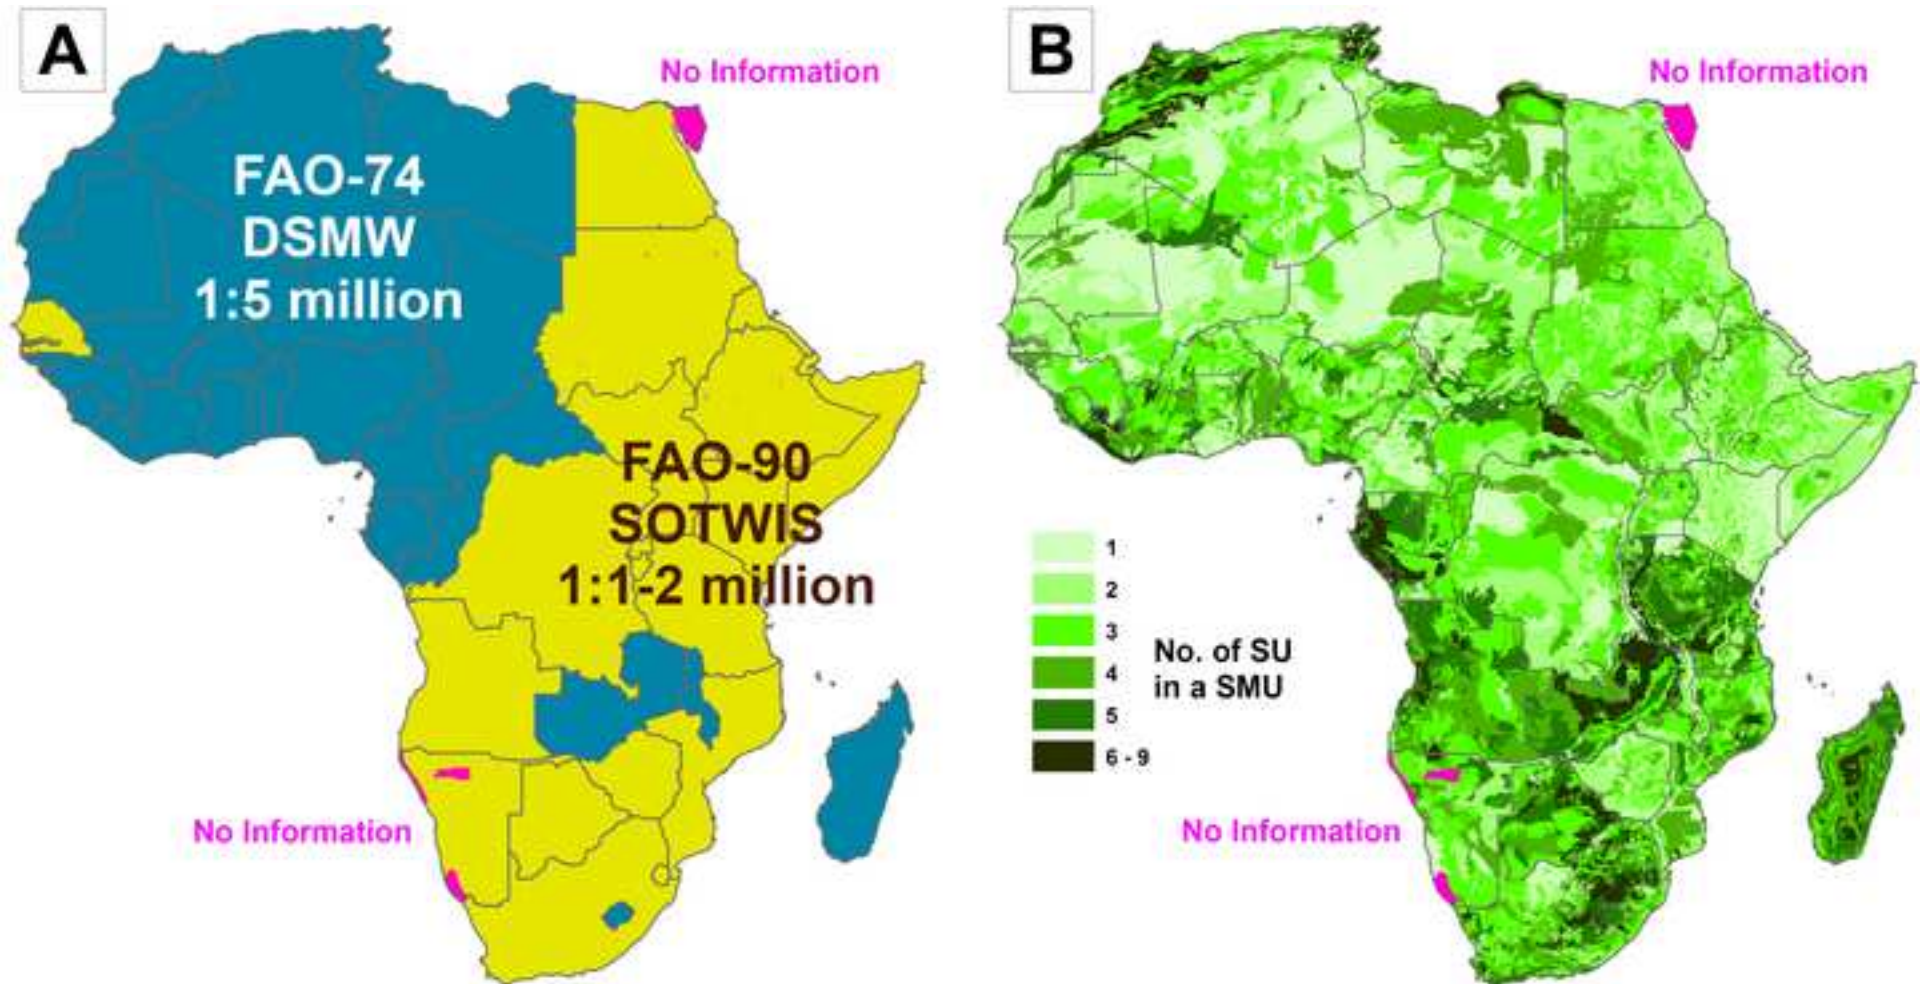 A
No Information
FAO-74
DSMW
1:5 million
FAO-90
SOTWIS
1:1-2 million
No Information
B
No Information
1
2
3
4
5
6 - 9
No. of SU
in a SMU
No Information